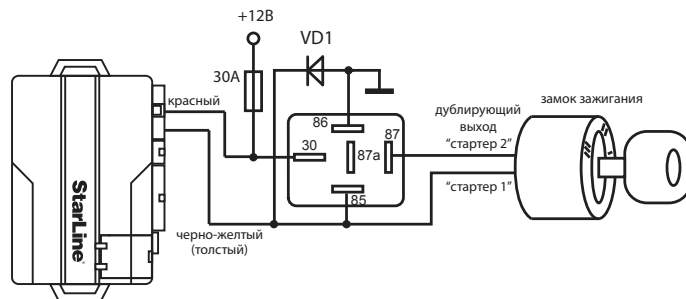 +12В
VD1
30А
красный
86
87
30
87а
85
дублирующий
выход
“стартер 2”
замок зажигания
“стартер 1”
StarLine
черно-желтый
(толстый)